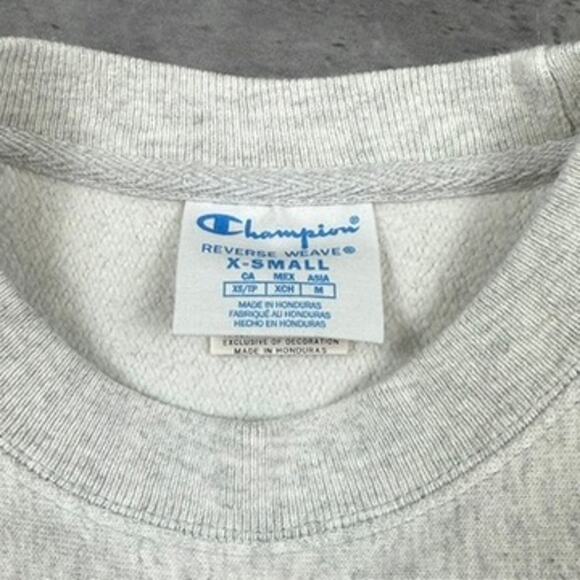 Champion
REVERSE WEAVE®
X-SMALL
CA MEX ASIA
XS/TP XCH M
MADE IN HONDURAS
FABRIQUÉ AU HONDURAS
HECHO EN HONDURAS
EXCLUSIVE OF DECORATION
MADE IN HONDURAS